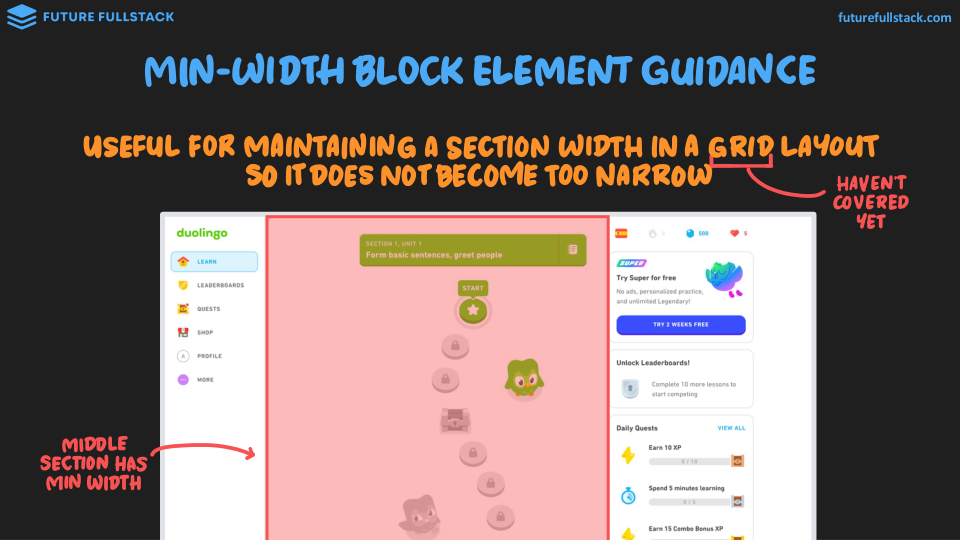 FUTURE FULLSTACK
futurefullstack.com
MIN-WIDTH BLOCK ELEMENT GUIDANCE
USEFUL FOR MAINTAINING A SECTION WIDTH IN A GRID LAYOUT
SO IT DOES NOT BECOME TOO NARROW
HAVEN'T
COVERED
YET
duolingo
LEARN
LEADERBOARDS
QUESTS
SHOP
A
PROFILE
MORE
SECTION 1, UNIT 1
Form basic sentences, greet people
START
0
500
5
SUPER
Try Super for free
No ads, personalized practice,
and unlimited Legendary!
TRY 2 WEEKS FREE
Unlock Leaderboards!
Complete 10 more lessons to
start competing
Daily Quests
VIEW ALL
Earn 10 XP
0 / 10
Spend 5 minutes learning
0 / 5
Earn 15 Combo Bonus XP
MIDDLE
SECTION HAS
MIN WIDTH